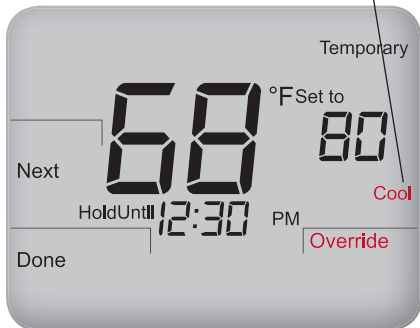 Temporary
68 °F Set to 80
Next
Cool
HoldUntil 12:30 PM
Override
Done